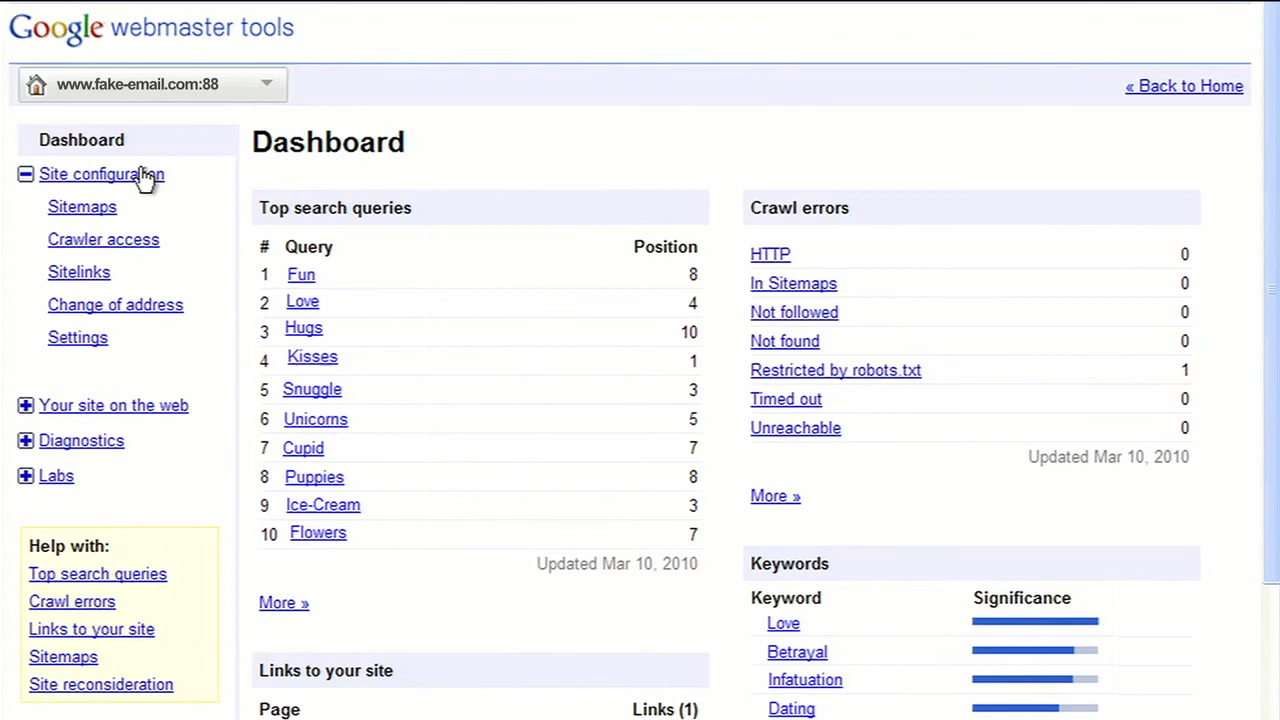 Google webmaster tools
www.fake-email.com:88
« Back to Home
Dashboard
Site configuration
Sitemaps
Crawler access
Sitelinks
Change of address
Settings
Your site on the web
Diagnostics
Labs
Help with:
Top search queries
Crawl errors
Links to your site
Sitemaps
Site reconsideration
Dashboard
Top search queries
# Query Position
1 Fun 8
2 Love 4
3 Hugs 10
4 Kisses 1
5 Snuggle 3
6 Unicorns 5
7 Cupid 7
8 Puppies 8
9 Ice-Cream 3
10 Flowers 7
Updated Mar 10, 2010
More »
Links to your site
Page Links (1)
Crawl errors
HTTP 0
In Sitemaps 0
Not followed 0
Not found 0
Restricted by robots.txt 1
Timed out 0
Unreachable 0
Updated Mar 10, 2010
More »
Keywords
Keyword Significance
Love
Betrayal
Infatuation
Dating